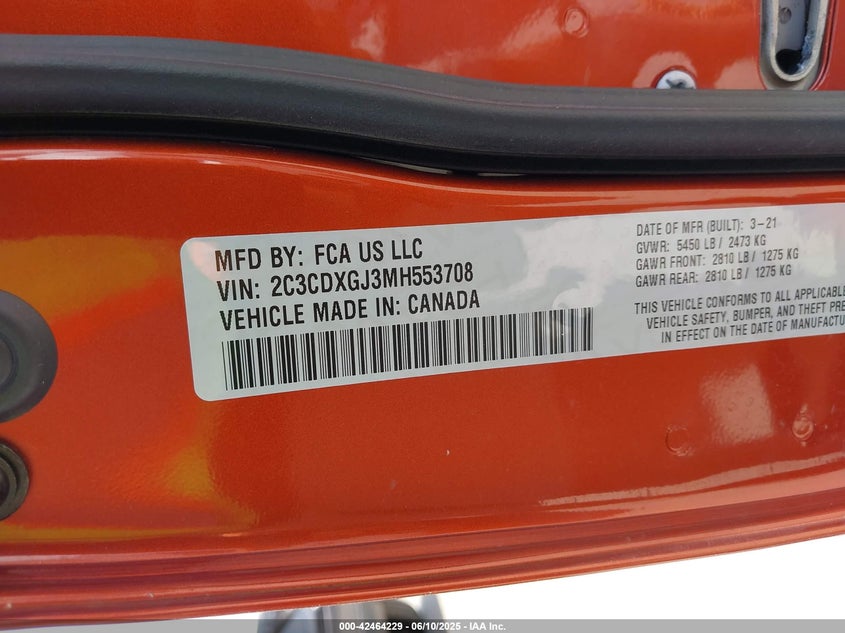 MFD BY: FCA US LLC
VIN: 2C3CDXGJ3MH553708
VEHICLE MADE IN: CANADA
DATE OF MFR (BUILT): 3-21
GVWR: 5450 LB / 2473 KG
GAWR FRONT: 2810 LB / 1275 KG
GAWR REAR: 2810 LB / 1275 KG
THIS VEHICLE CONFORMS TO ALL APPLICABLE
VEHICLE SAFETY, BUMPER, AND THEFT PRE
IN EFFECT ON THE DATE OF MANUFACTUR
000-42464229 - 06/10/2025 - IAA Inc.